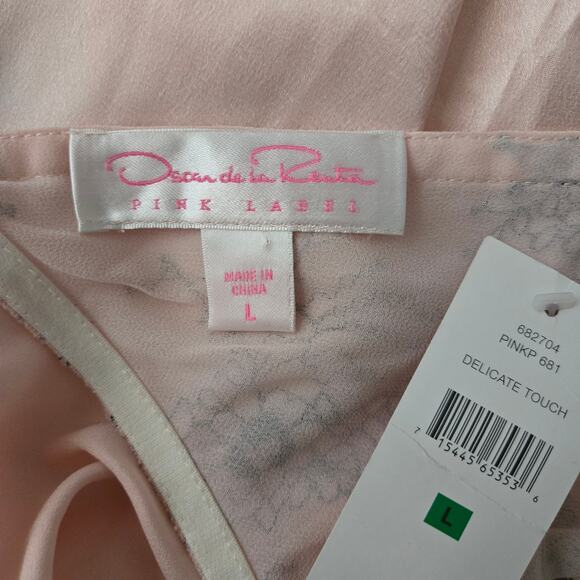 Oscar de la Renta
PINK LABEL
MADE IN
CHINA
L
682704
PINKP 681
DELICATE TOUCH
7 15445 65353 6
L